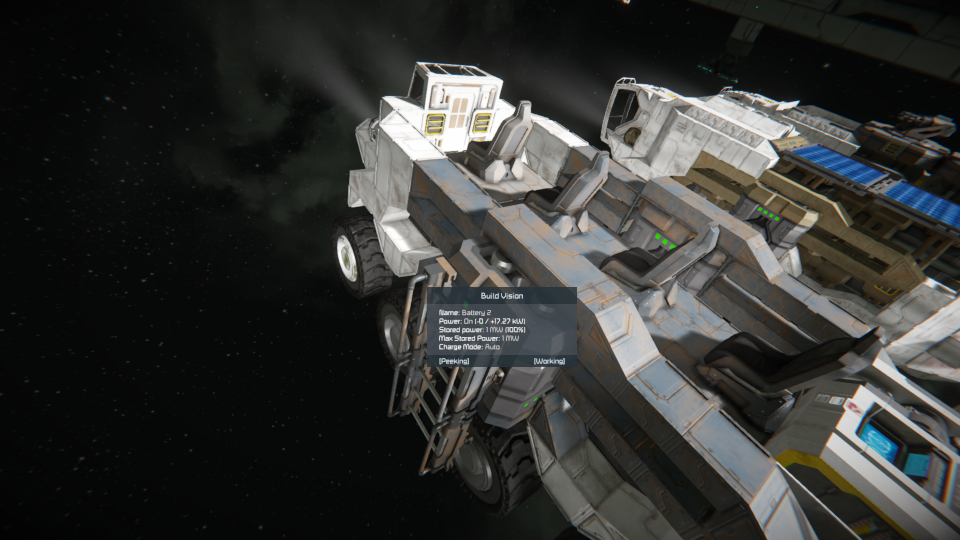 Build Vision
Name: Battery 2
Power: On (-0 / +17.27 kW)
Stored power: 1 MW (100%)
Max Stored Power: 1 MW
Charge Mode: Auto
[Peeking] [Working]